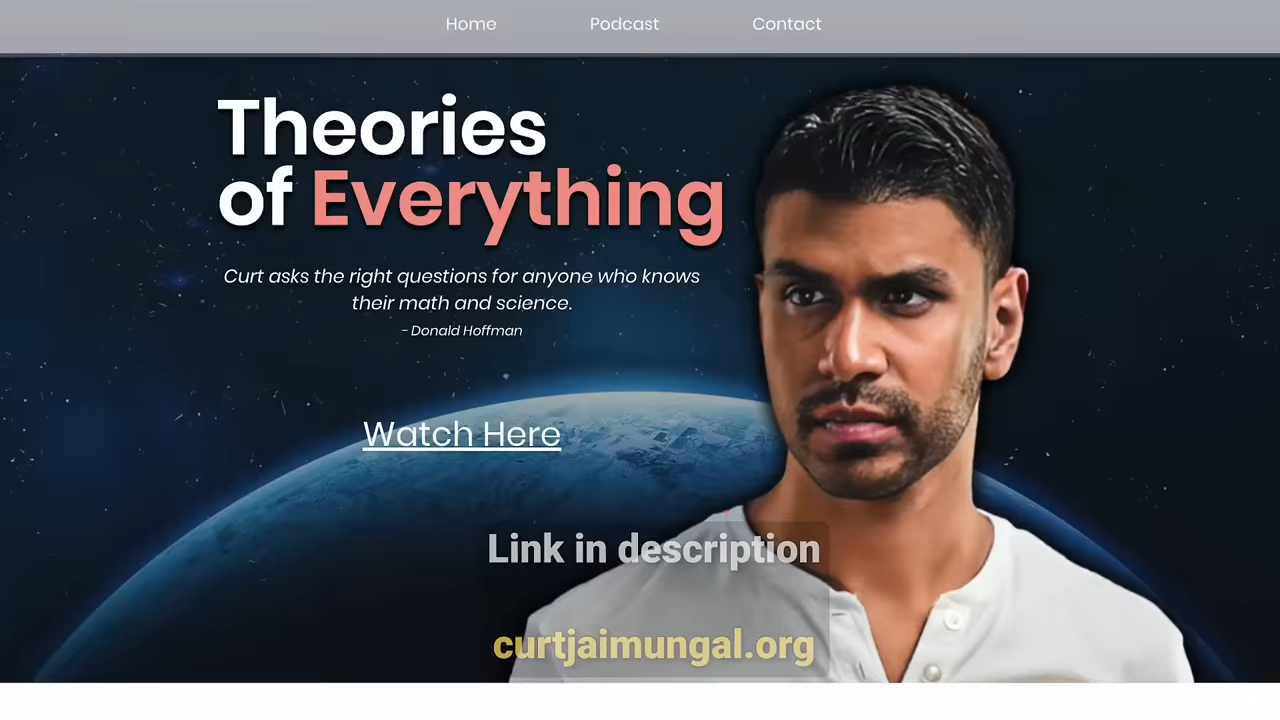 Home Podcast Contact
Theories
of Everything
Curt asks the right questions for anyone who knows
their math and science.
- Donald Hoffman
Watch Here
Link in description
curtjaimungal.org